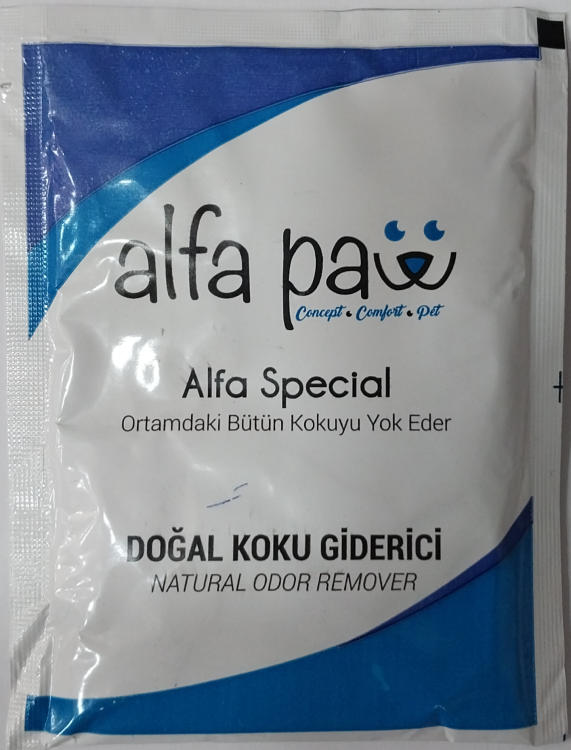 alfa paw
Concept • Comfort • Pet
Alfa Special
Ortamdaki Bütün Kokuyu Yok Eder
DOĞAL KOKU GİDERİCİ
NATURAL ODOR REMOVER